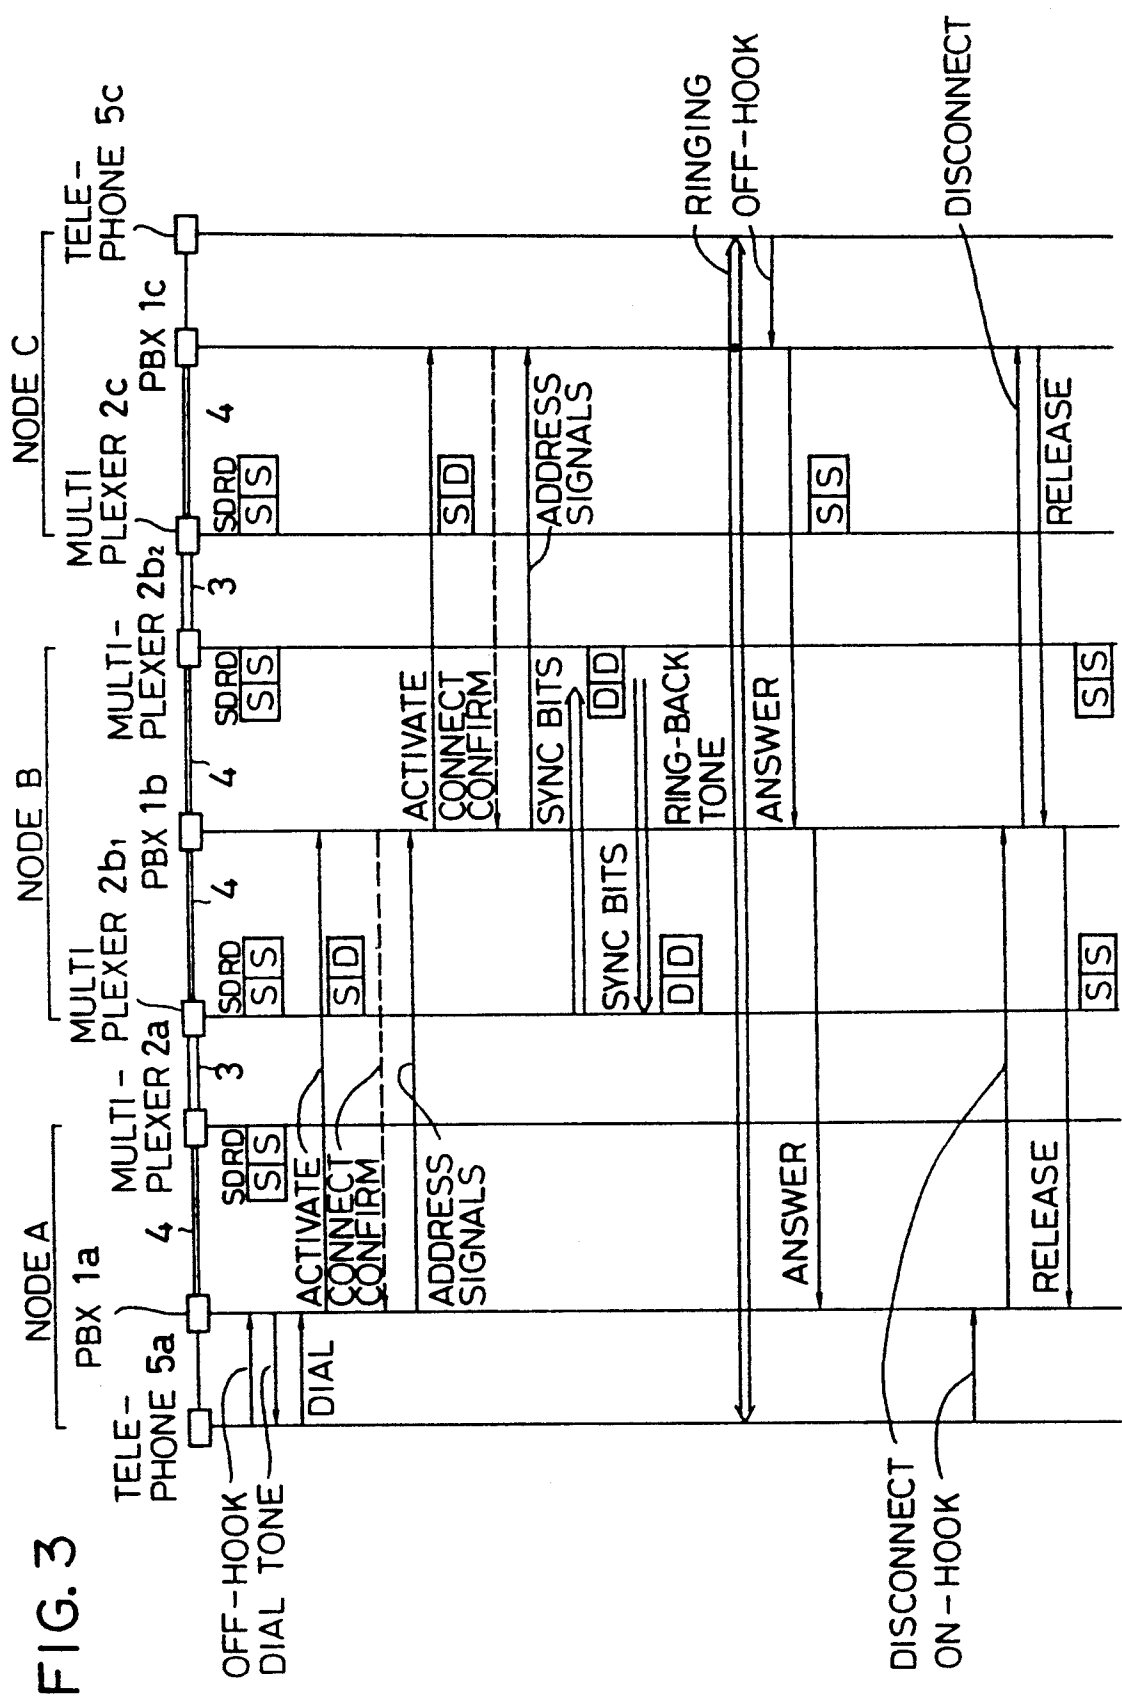 FIG. 3
NODE A
NODE B
NODE C
TELE-
PHONE 5a
PBX 1a
MULTI-
PLEXER 2a
MULTI
PLEXER 2b1
PBX 1b
MULTI-
PLEXER 2b2
MULTI
PLEXER 2c
PBX 1c
TELE-
PHONE 5c
4
3
4
4
3
4
SDRD
S S
SDRD
S S
SDRD
S S
SDRD
S S
OFF-HOOK
DIAL TONE
DIAL
ACTIVATE
CONNECT
CONFIRM
S D
ADDRESS
SIGNALS
ACTIVATE
CONNECT
CONFIRM
S D
ADDRESS
SIGNALS
SYNC BITS
D D
SYNC BITS
D D
RING-BACK
TONE
RINGING
OFF-HOOK
ANSWER
S S
ANSWER
DISCONNECT
ON-HOOK
DISCONNECT
RELEASE
RELEASE
S S
S S